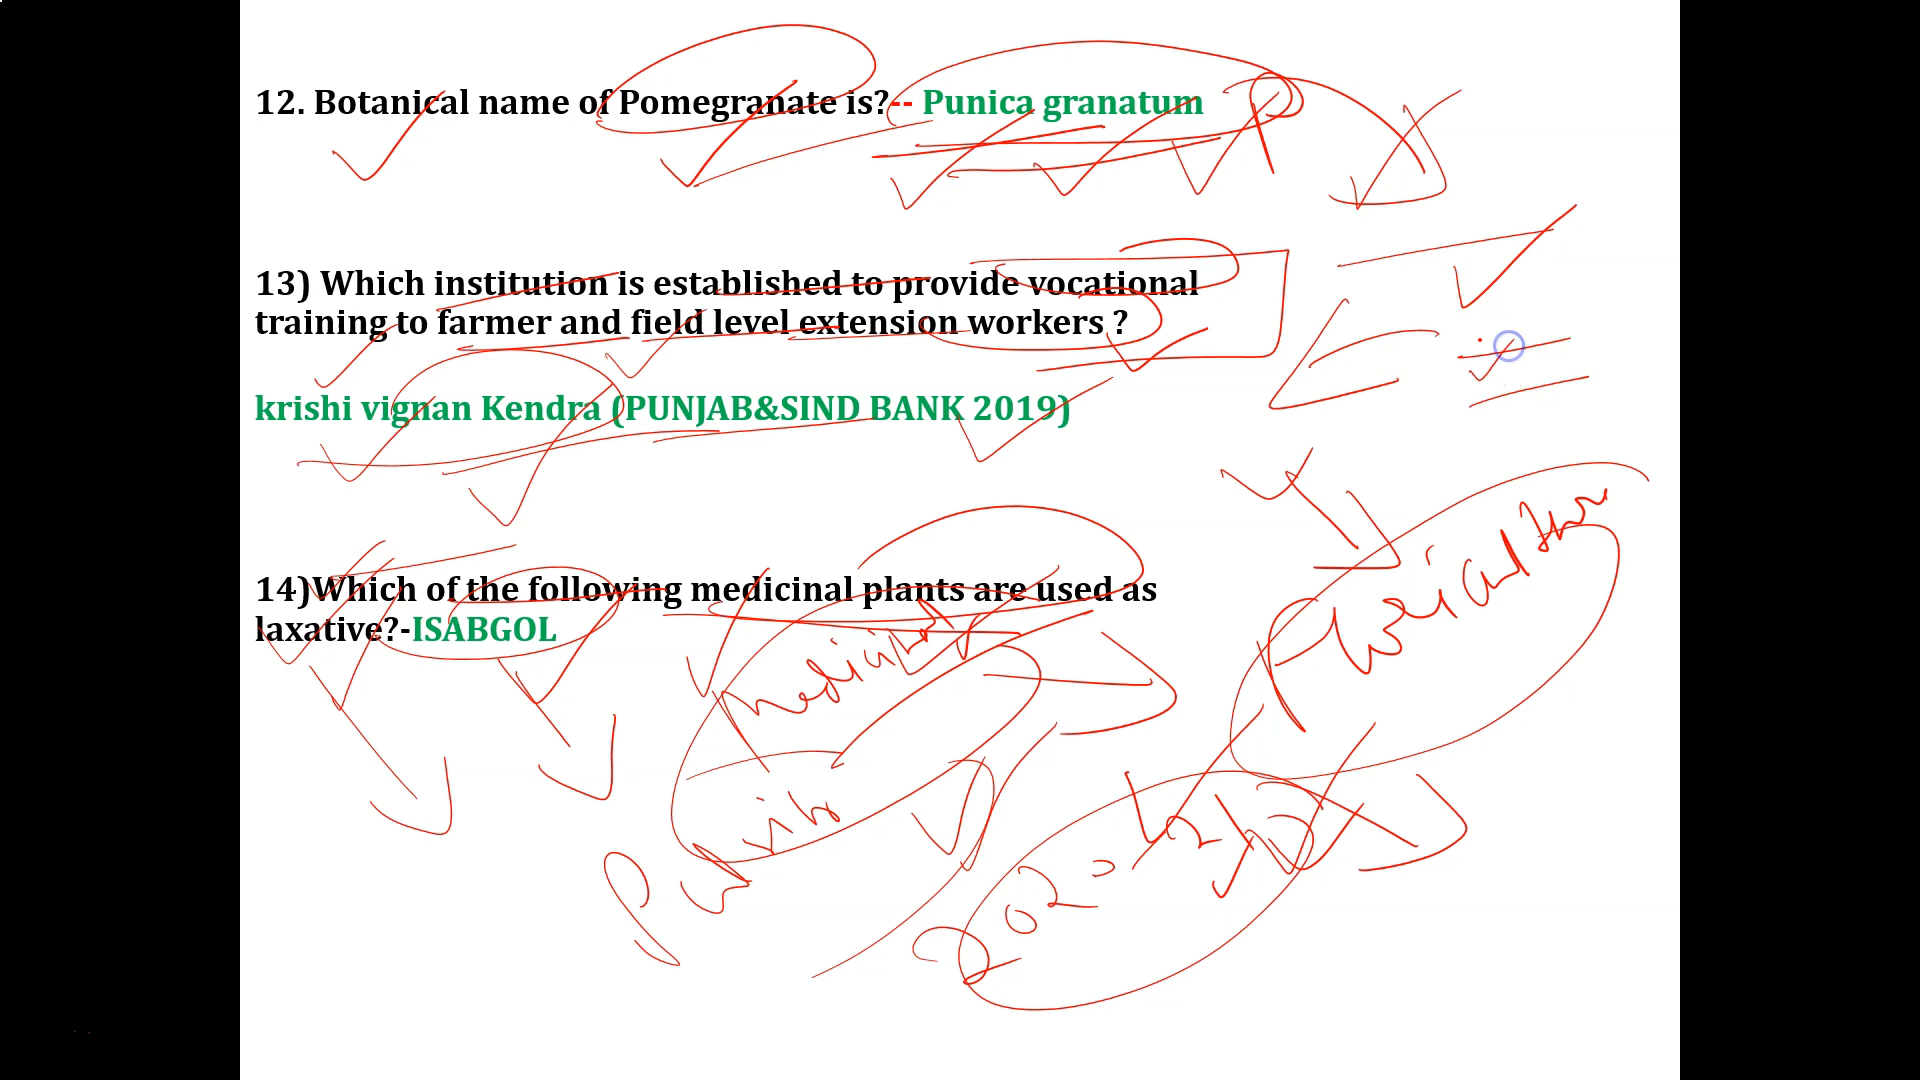 12. Botanical name of Pomegranate is?-- Punica granatum
13) Which institution is established to provide vocational
training to farmer and field level extension workers ?
krishi vignan Kendra (PUNJAB&SIND BANK 2019)
14)Which of the following medicinal plants are used as
laxative?-ISABGOL
medicinal